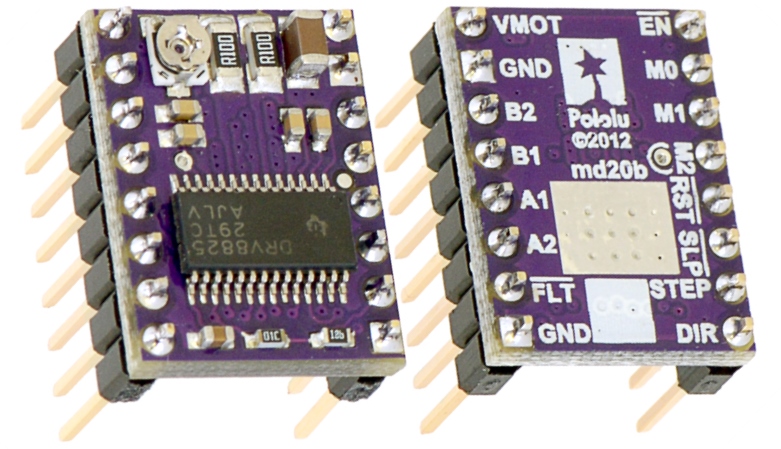 R100
R100
DRV8825
29TC
AJLV
01C
12b
VMOT
GND
B2
B1
A1
A2
FLT
GND
EN
M0
M1
M2
RST
SLP
STEP
DIR
Pololu
©2012
md20b